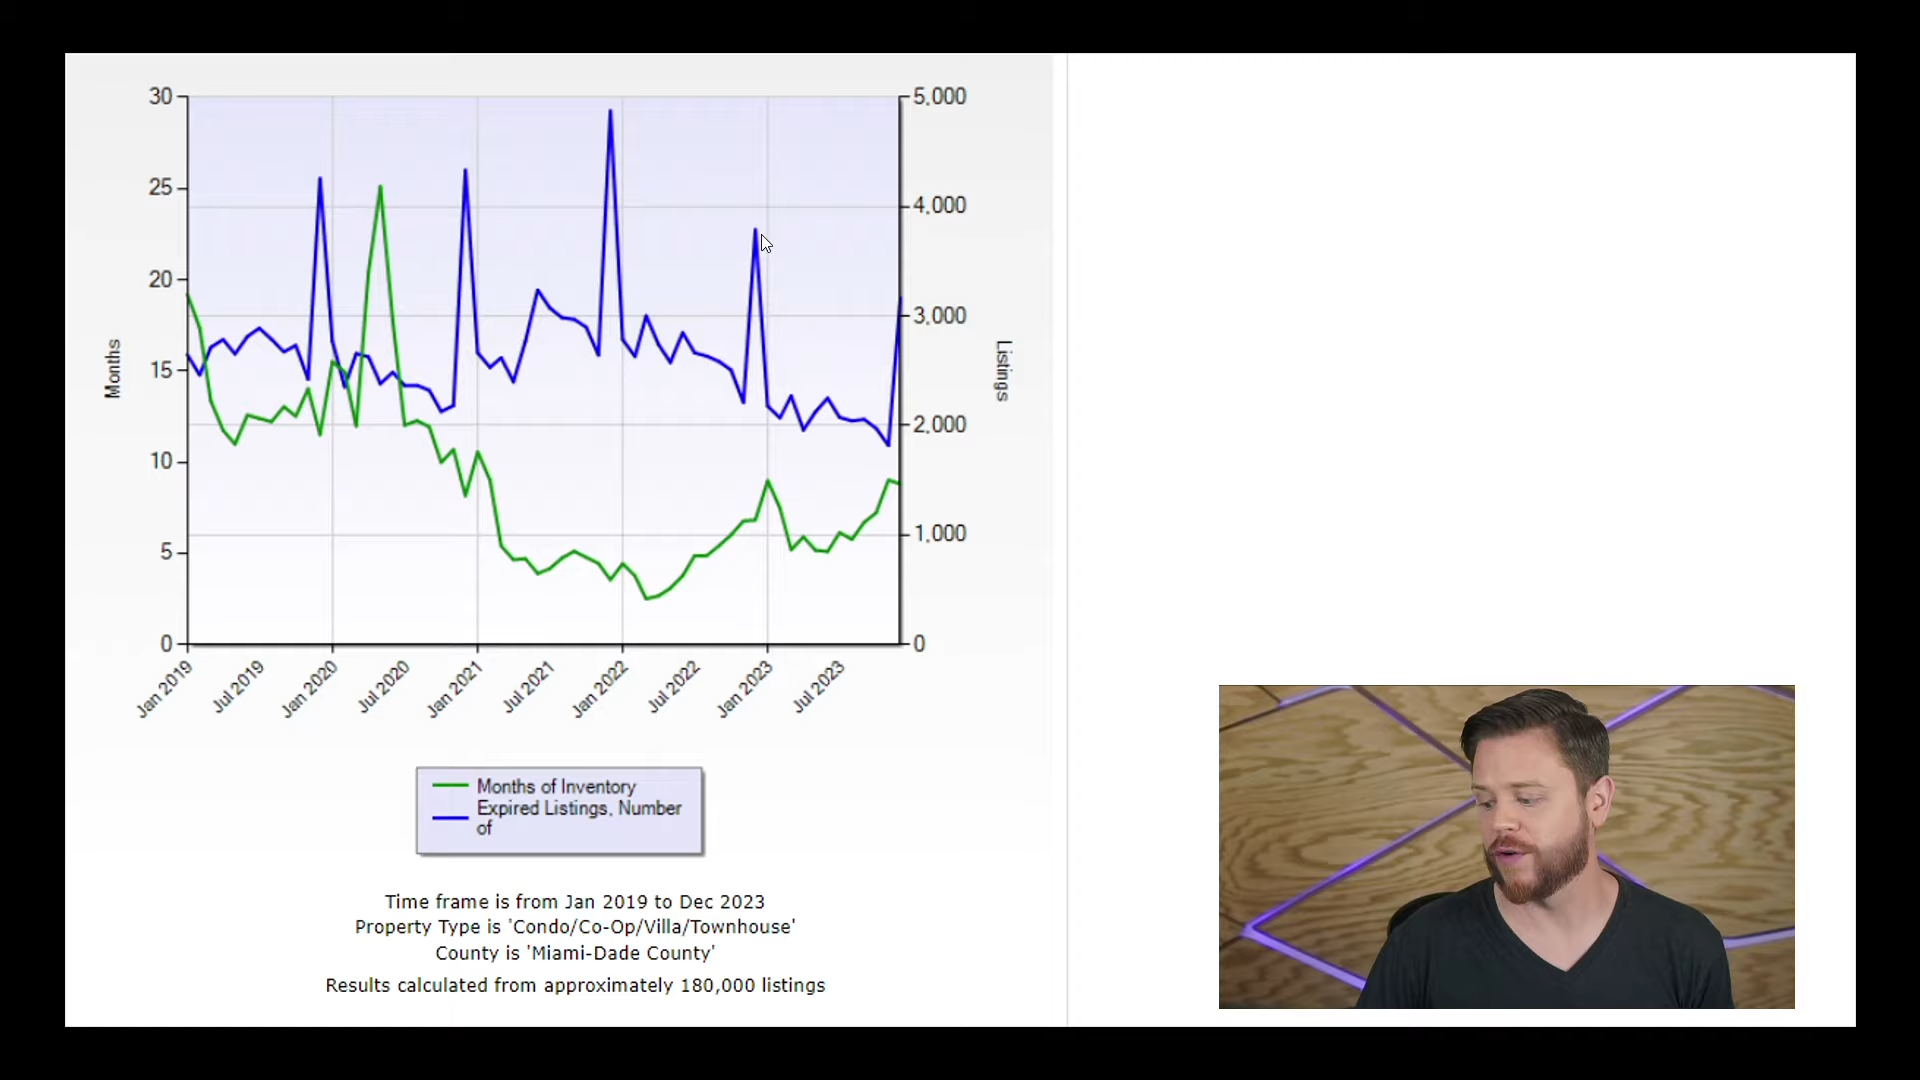 30
25
20
15
10
5
0
Months
5,000
4,000
3,000
2,000
1,000
0
Listings
Jan 2019
Jul 2019
Jan 2020
Jul 2020
Jan 2021
Jul 2021
Jan 2022
Jul 2022
Jan 2023
Jul 2023
Months of Inventory
Expired Listings, Number
of
Time frame is from Jan 2019 to Dec 2023
Property Type is 'Condo/Co-Op/Villa/Townhouse'
County is 'Miami-Dade County'
Results calculated from approximately 180,000 listings